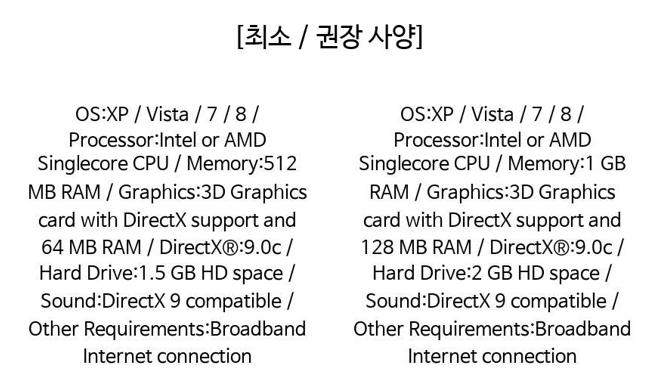 [최소 / 권장 사양]
OS:XP / Vista / 7 / 8 /
Processor:Intel or AMD
Singlecore CPU / Memory:512
MB RAM / Graphics:3D Graphics
card with DirectX support and
64 MB RAM / DirectX®:9.0c /
Hard Drive:1.5 GB HD space /
Sound:DirectX 9 compatible /
Other Requirements:Broadband
Internet connection
OS:XP / Vista / 7 / 8 /
Processor:Intel or AMD
Singlecore CPU / Memory:1 GB
RAM / Graphics:3D Graphics
card with DirectX support and
128 MB RAM / DirectX®:9.0c /
Hard Drive:2 GB HD space /
Sound:DirectX 9 compatible /
Other Requirements:Broadband
Internet connection